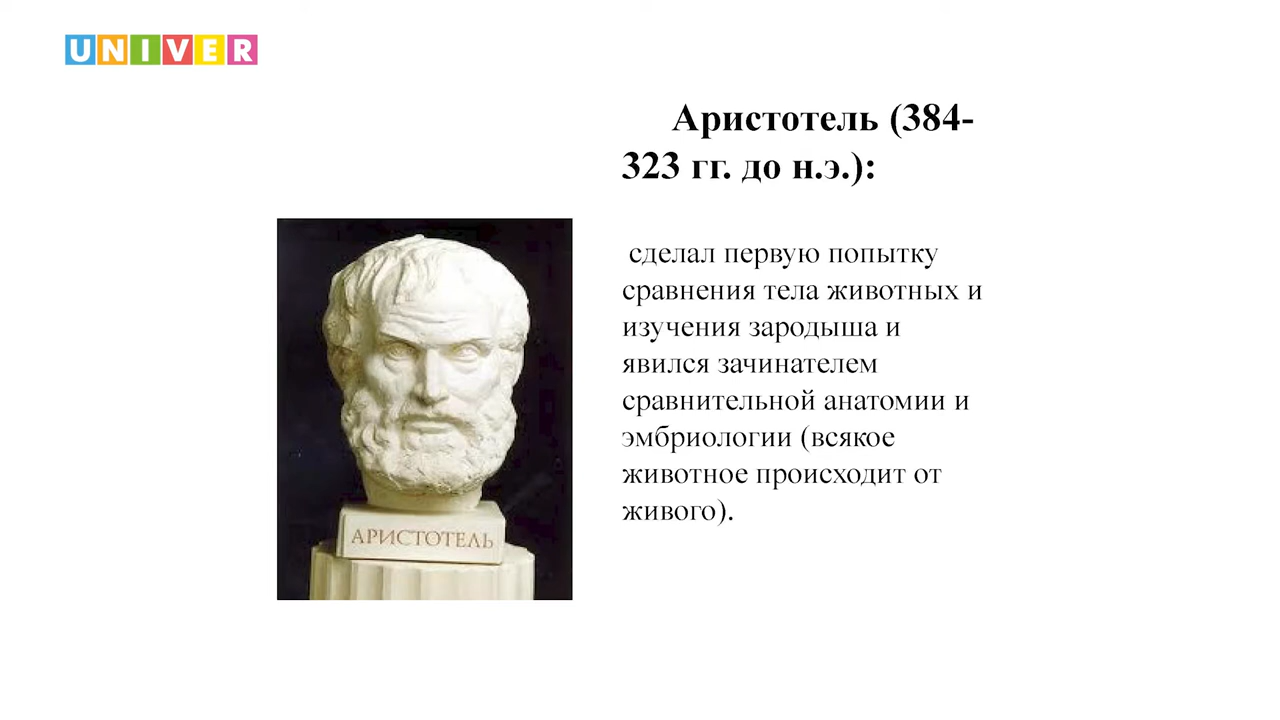 UNIVER
Аристотель (384-
323 гг. до н.э.):
сделал первую попытку
сравнения тела животных и
изучения зародыша и
явился зачинателем
сравнительной анатомии и
эмбриологии (всякое
животное происходит от
живого).
АРИСТОТЕЛЬ